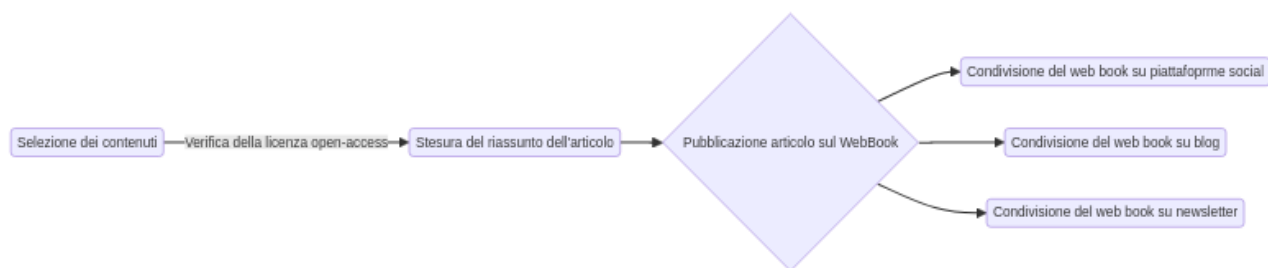 Selezione dei contenuti
Verifica della licenza open-access
Stesura del riassunto dell'articolo
Pubblicazione articolo sul WebBook
Condivisione del web book su piattafoprme social
Condivisione del web book su blog
Condivisione del web book su newsletter